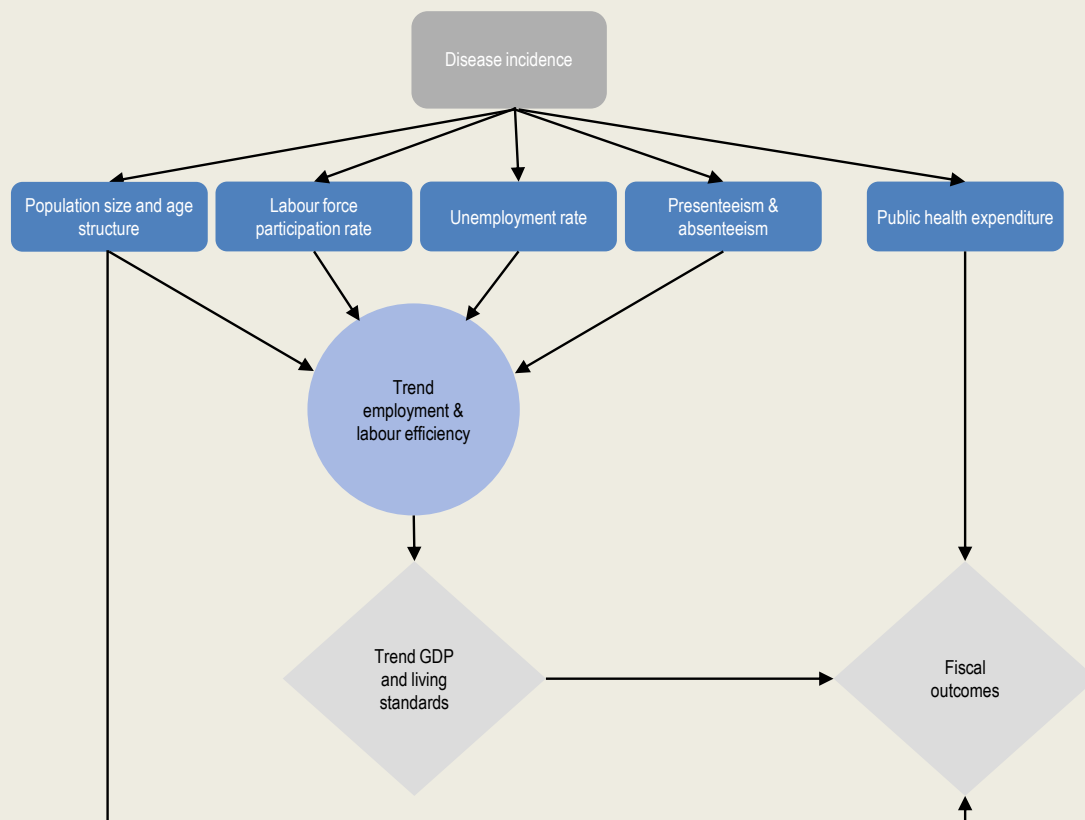 Disease incidence
Population size and age
structure
Labour force
participation rate
Unemployment rate
Presenteeism &
absenteeism
Public health expenditure
Trend
employment &
labour efficiency
Trend GDP
and living
standards
Fiscal
outcomes